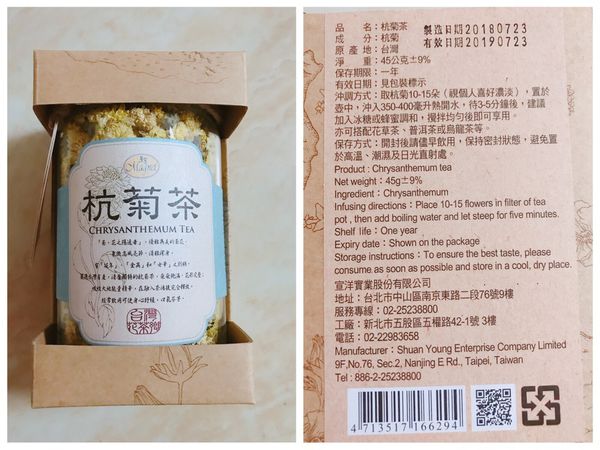 Magnet
杭菊茶
CHRYSANTHEMUM TEA
台灣
花茶鄉
品　名：杭菊茶
製造日期20180723
成　分：杭菊
有效日期20190723
原 產 地：台灣
淨　重：45公克±9%
保存期限：一年
有效日期：見包裝標示
沖調方式：取杭菊10-15朵（視個人喜好濃淡），置於
壺中，沖入350-400毫升熱開水，待3-5分鐘後，建議
加入冰糖或蜂蜜調和，攪拌均勻後即可享用。
亦可搭配花草茶、普洱茶或烏龍茶等。
保存方式：開封後請儘早飲用，保持密封狀態，避免置
於高溫、潮濕及日光直射處。
Product : Chrysanthemum tea
Net weight : 45g±9%
Ingredient : Chrysanthemum
Infusing directions : Place 10-15 flowers in filter of tea
pot , then add boiling water and let steep for five minutes.
Shelf life : One year
Expiry date : Shown on the package
Storage instructions : To ensure the best taste, please
consume as soon as possible and store in a cool, dry place.
宣洋實業股份有限公司
地址：台北市中山區南京東路二段76號9樓
服務專線：02-25238800
工廠：新北市五股區五權路42-1號 3樓
電話：02-22983658
Manufacturer : Shuan Young Enterprise Company Limited
9F,No.76, Sec.2, Nanjing E Rd., Taipei, Taiwan
Tel : 886-2-25238800
4 713517 166294
紙